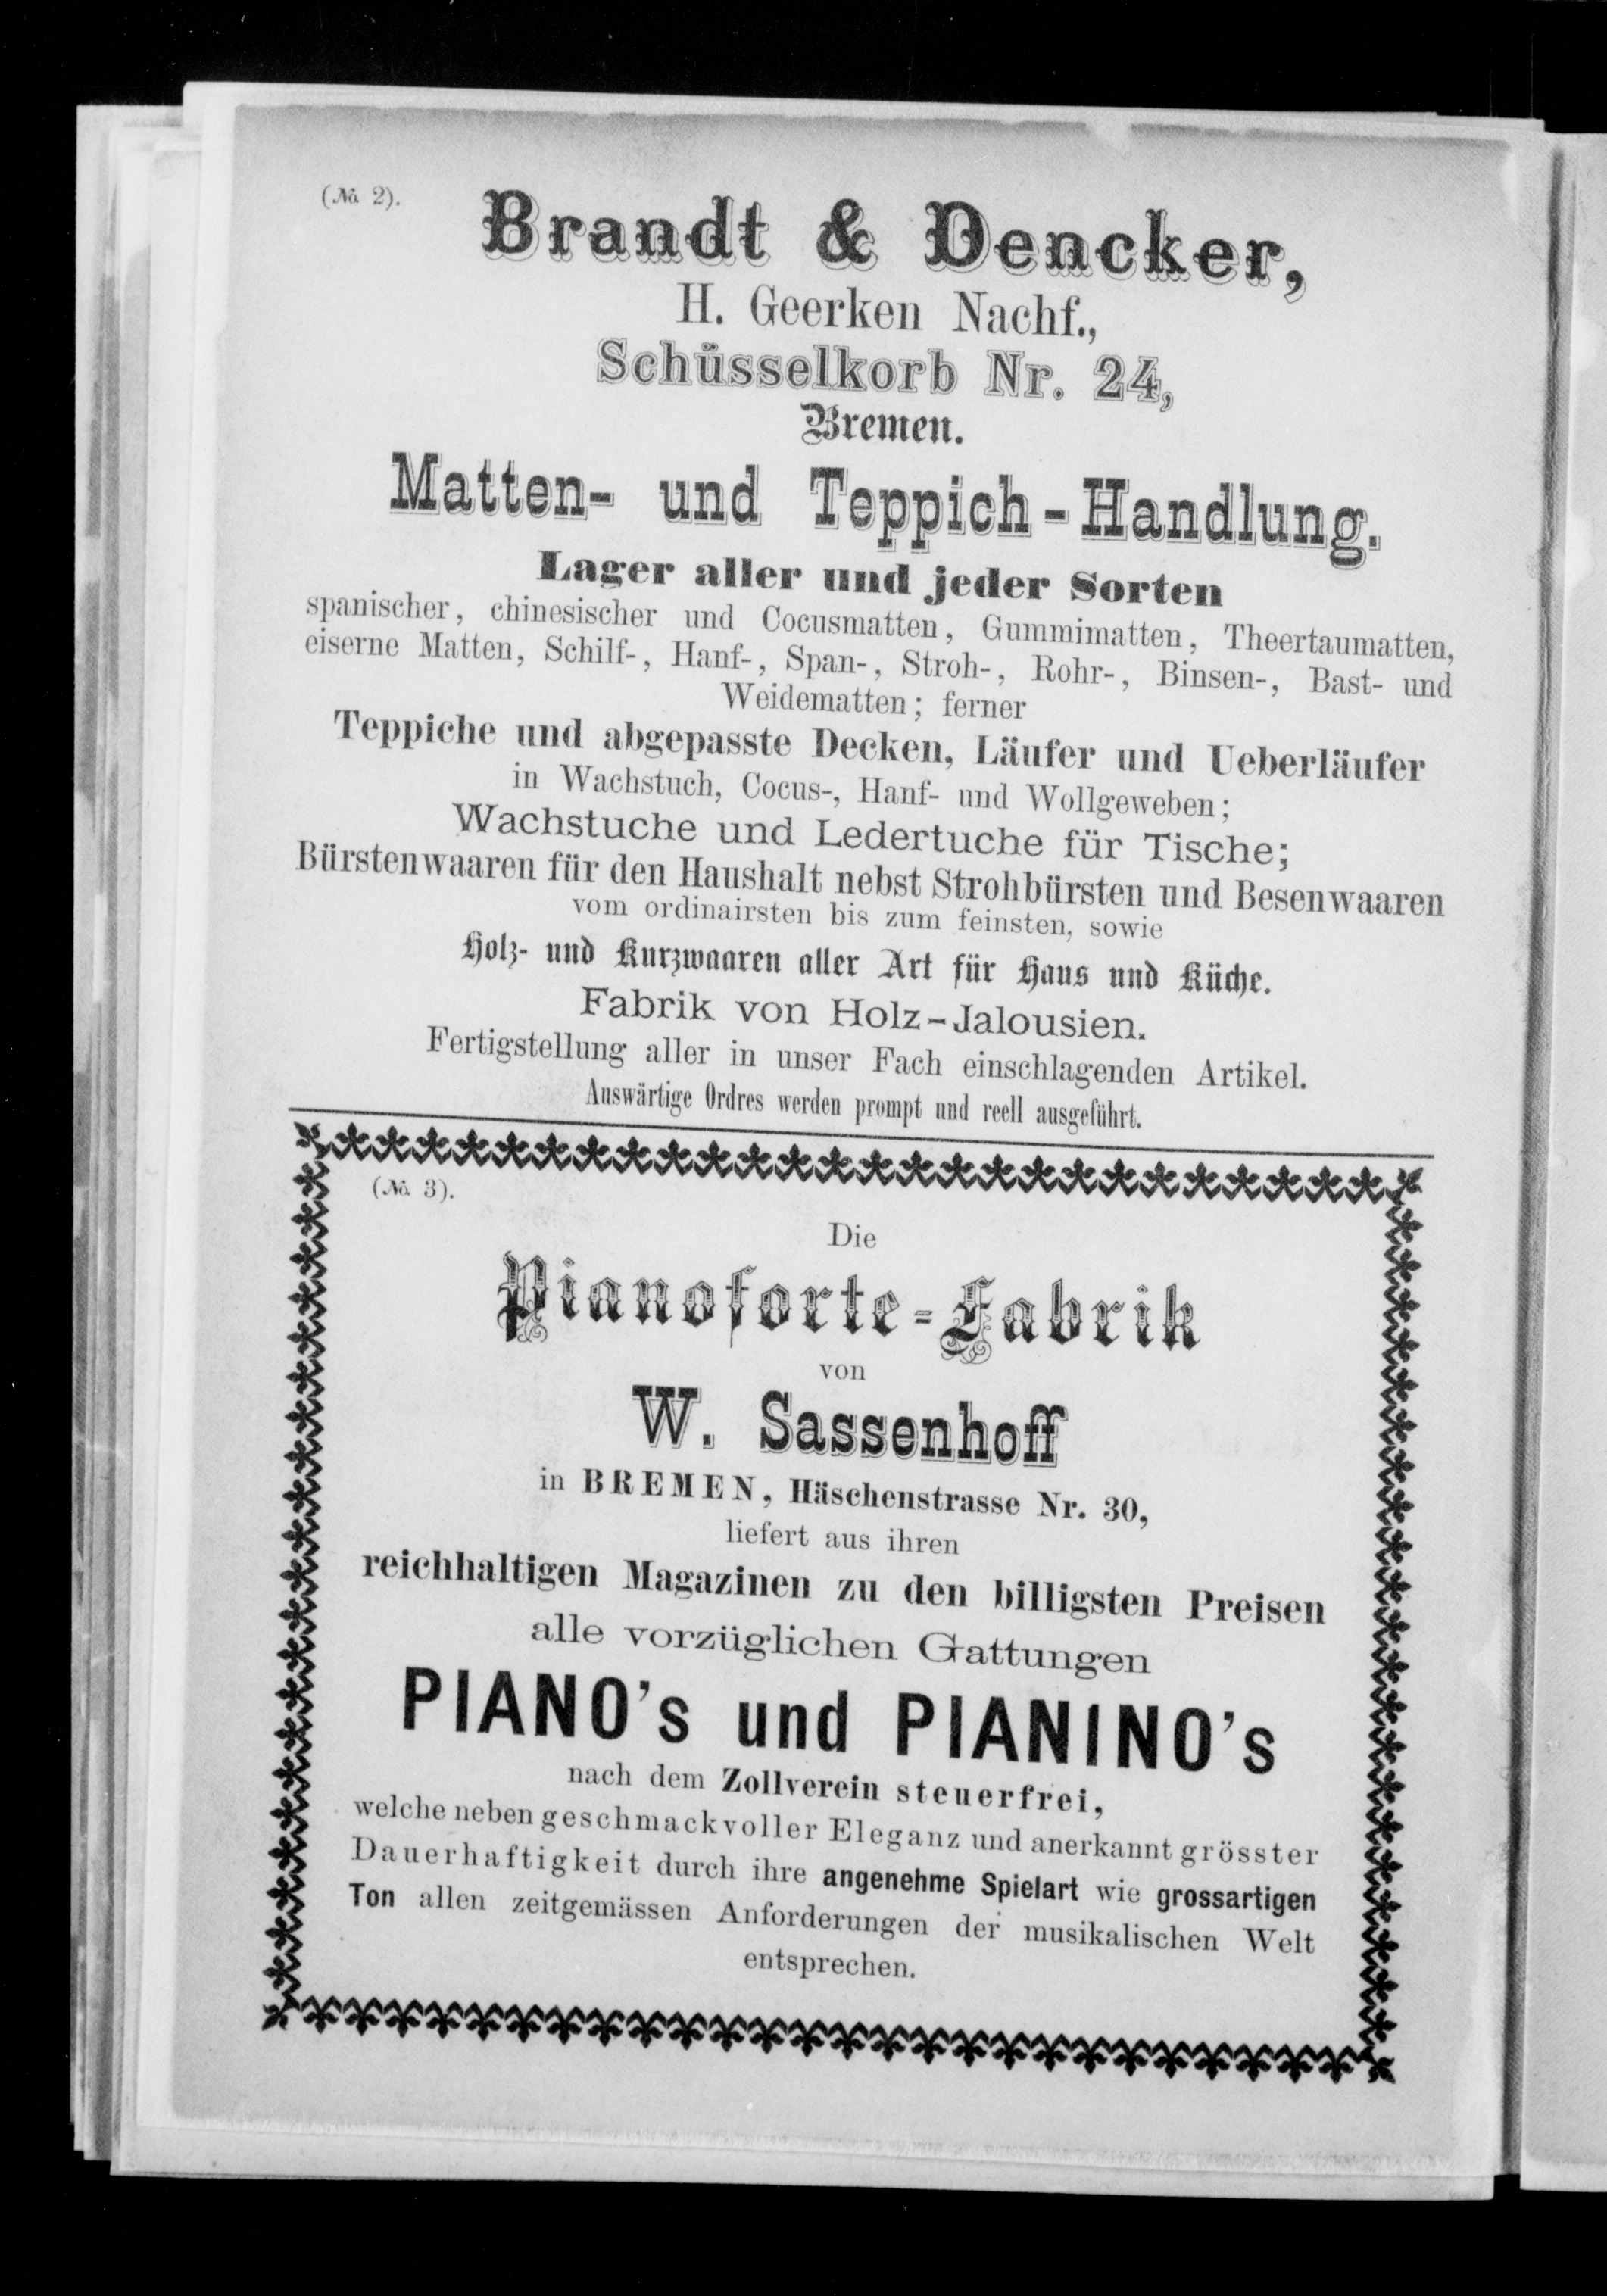 (No. 2).
Brandt & Dencker,
H. Geerken Nachf.,
Schüsselkorb Nr. 24,
Bremen.
Matten- und Teppich-Handlung.
Lager aller und jeder Sorten
spanischer, chinesischer und Cocusmatten, Gummimatten, Theertaumatten,
eiserne Matten, Schilf-, Hanf-, Span-, Stroh-, Rohr-, Binsen-, Bast- und
Weidematten; ferner
Teppiche und abgepasste Decken, Läufer und Ueberläufer
in Wachstuch, Cocus-, Hanf- und Wollgeweben;
Wachstuche und Ledertuche für Tische;
Bürstenwaaren für den Haushalt nebst Strohbürsten und Besenwaaren
vom ordinairsten bis zum feinsten, sowie
Holz- und Kurzwaaren aller Art für Haus und Küche.
Fabrik von Holz-Jalousien.
Fertigstellung aller in unser Fach einschlagenden Artikel.
Auswärtige Ordres werden prompt und reell ausgeführt.
(No. 3).
Die
Pianoforte-Fabrik
von
W. Sassenhoff
in BREMEN, Häschenstrasse Nr. 30,
liefert aus ihren
reichhaltigen Magazinen zu den billigsten Preisen
alle vorzüglichen Gattungen
PIANO's und PIANINO's
nach dem Zollverein steuerfrei,
welche neben geschmackvoller Eleganz und anerkannt grösster
Dauerhaftigkeit durch ihre angenehme Spielart wie grossartigen
Ton allen zeitgemässen Anforderungen der musikalischen Welt
entsprechen.